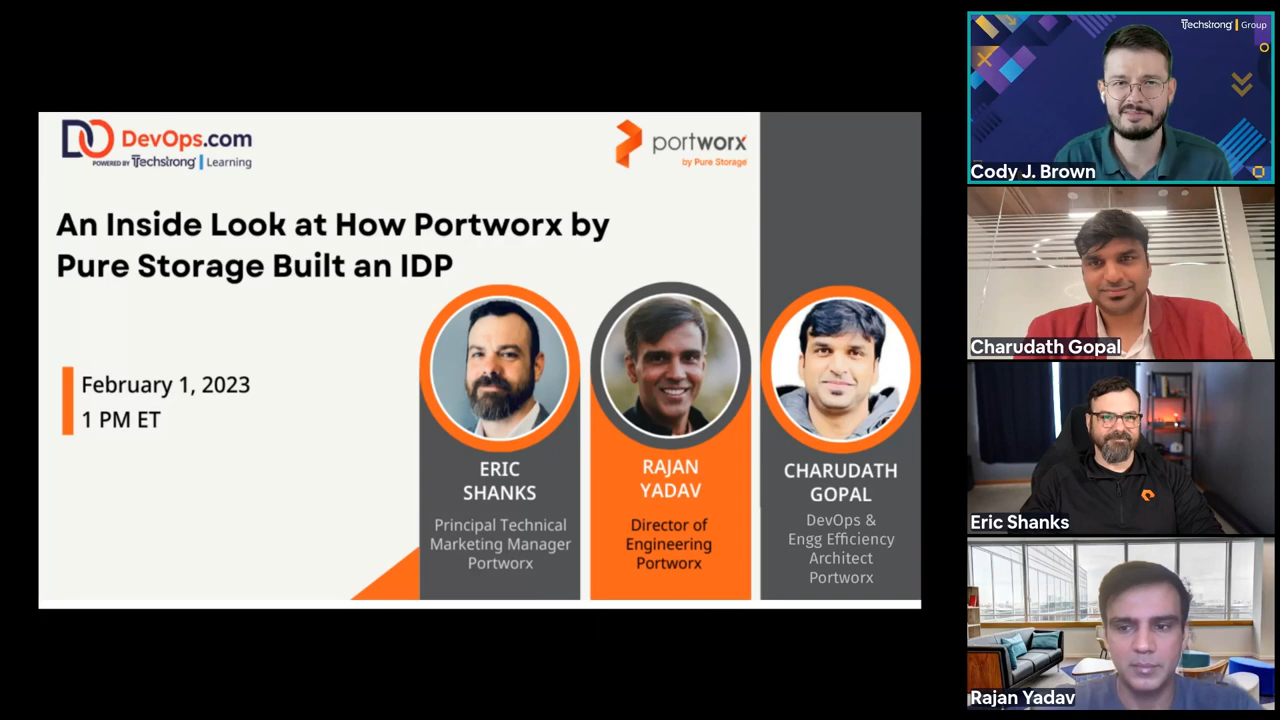 DevOps.com
POWERED BY Techstrong | Learning
portworx
by Pure Storage
An Inside Look at How Portworx by
Pure Storage Built an IDP
February 1, 2023
1 PM ET
ERIC
SHANKS
Principal Technical
Marketing Manager
Portworx
RAJAN
YADAV
Director of
Engineering
Portworx
CHARUDATH
GOPAL
DevOps &
Engg Efficiency
Architect
Portworx
Techstrong | Group
Cody J. Brown
Charudath Gopal
Eric Shanks
Rajan Yadav